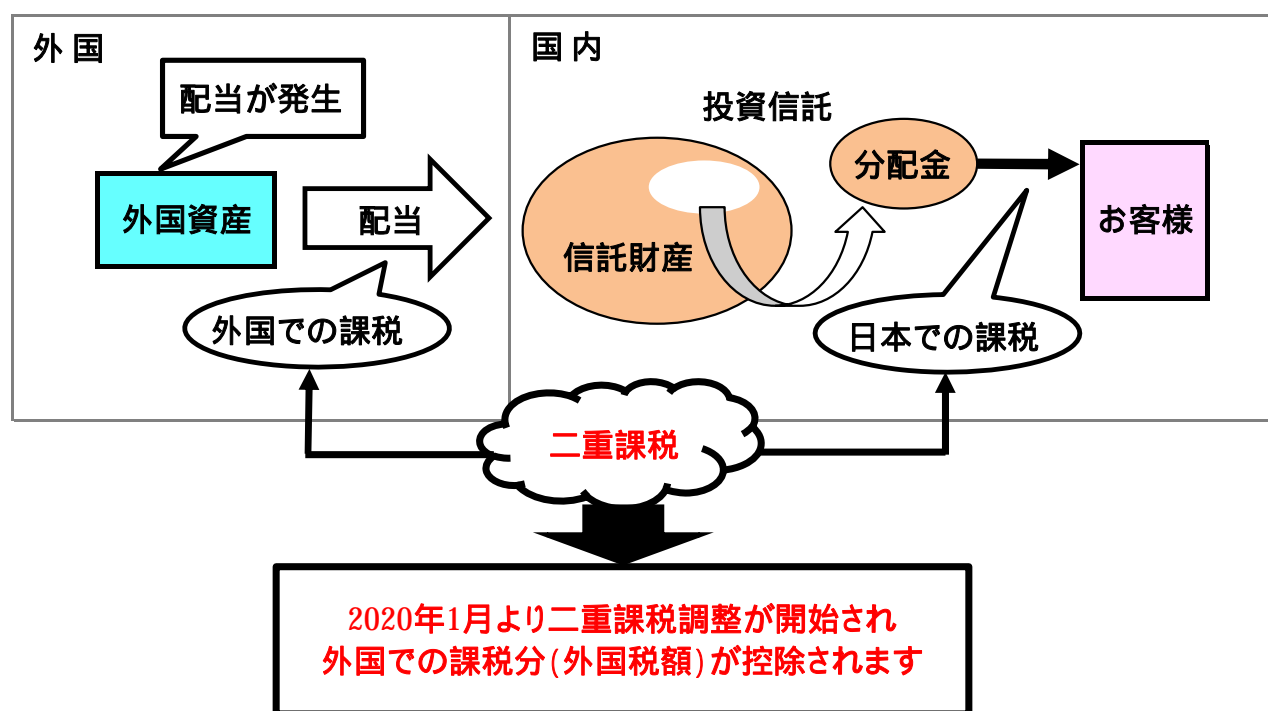 外国
国内
配当が発生
投資信託
分配金
外国資産
配当
お客様
信託財産
外国での課税
日本での課税
二重課税
2020年1月より二重課税調整が開始され
外国での課税分(外国税額)が控除されます